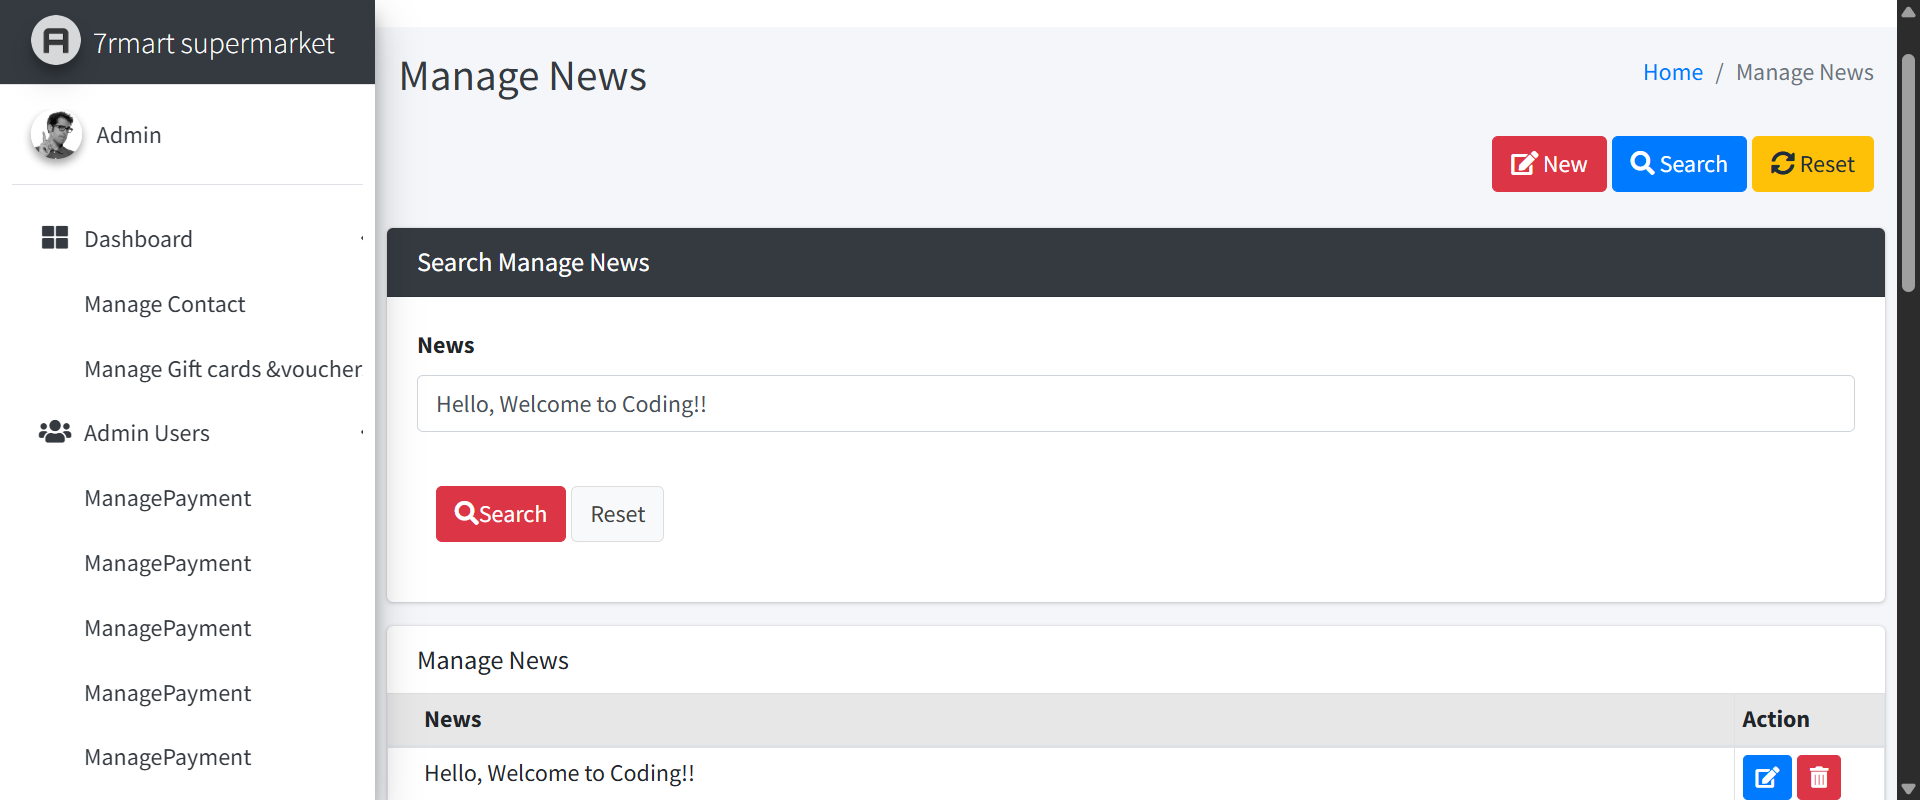 7rmart supermarket
Admin
Dashboard
Manage Contact
Manage Gift cards &voucher
Admin Users
ManagePayment
ManagePayment
ManagePayment
ManagePayment
ManagePayment
Manage News
Home / Manage News
New
Search
Reset
Search Manage News
News
Hello, Welcome to Coding!!
Search
Reset
Manage News
News
Action
Hello, Welcome to Coding!!